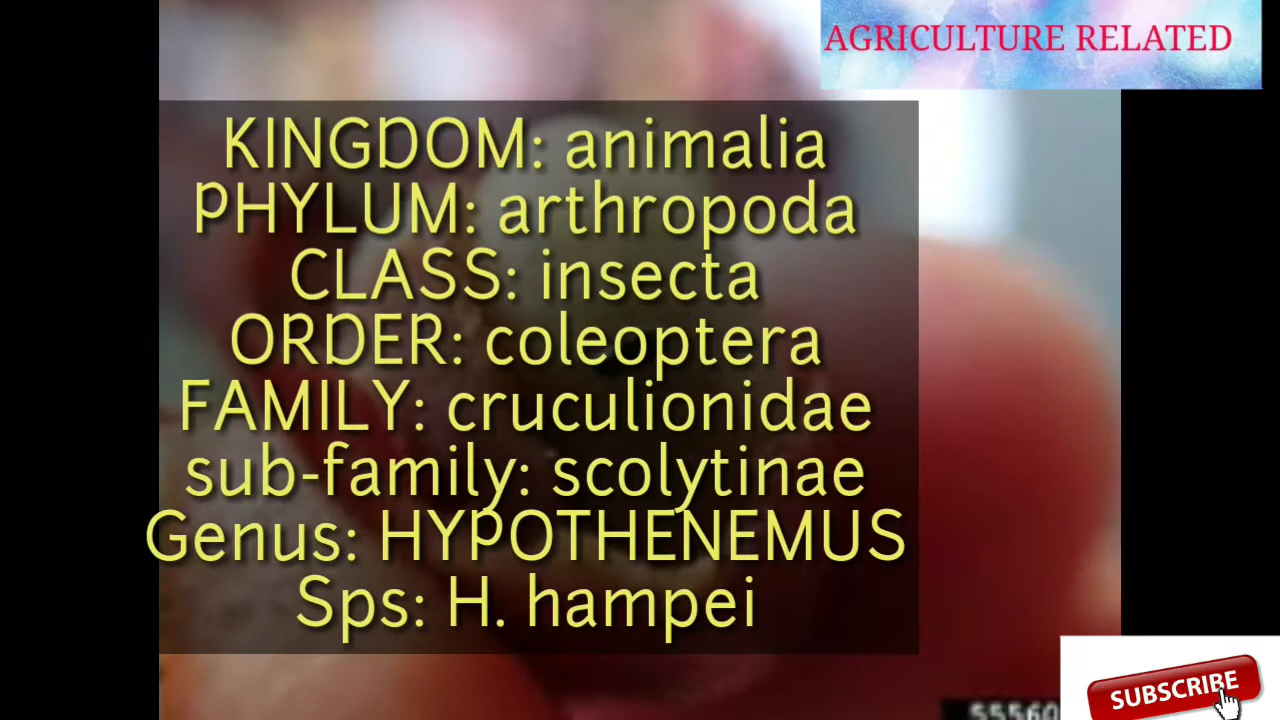 AGRICULTURE RELATED
KINGDOM: animalia
PHYLUM: arthropoda
CLASS: insecta
ORDER: coleoptera
FAMILY: cruculionidae
sub-family: scolytinae
Genus: HYPOTHENEMUS
Sps: H. hampei
SUBSCRIBE